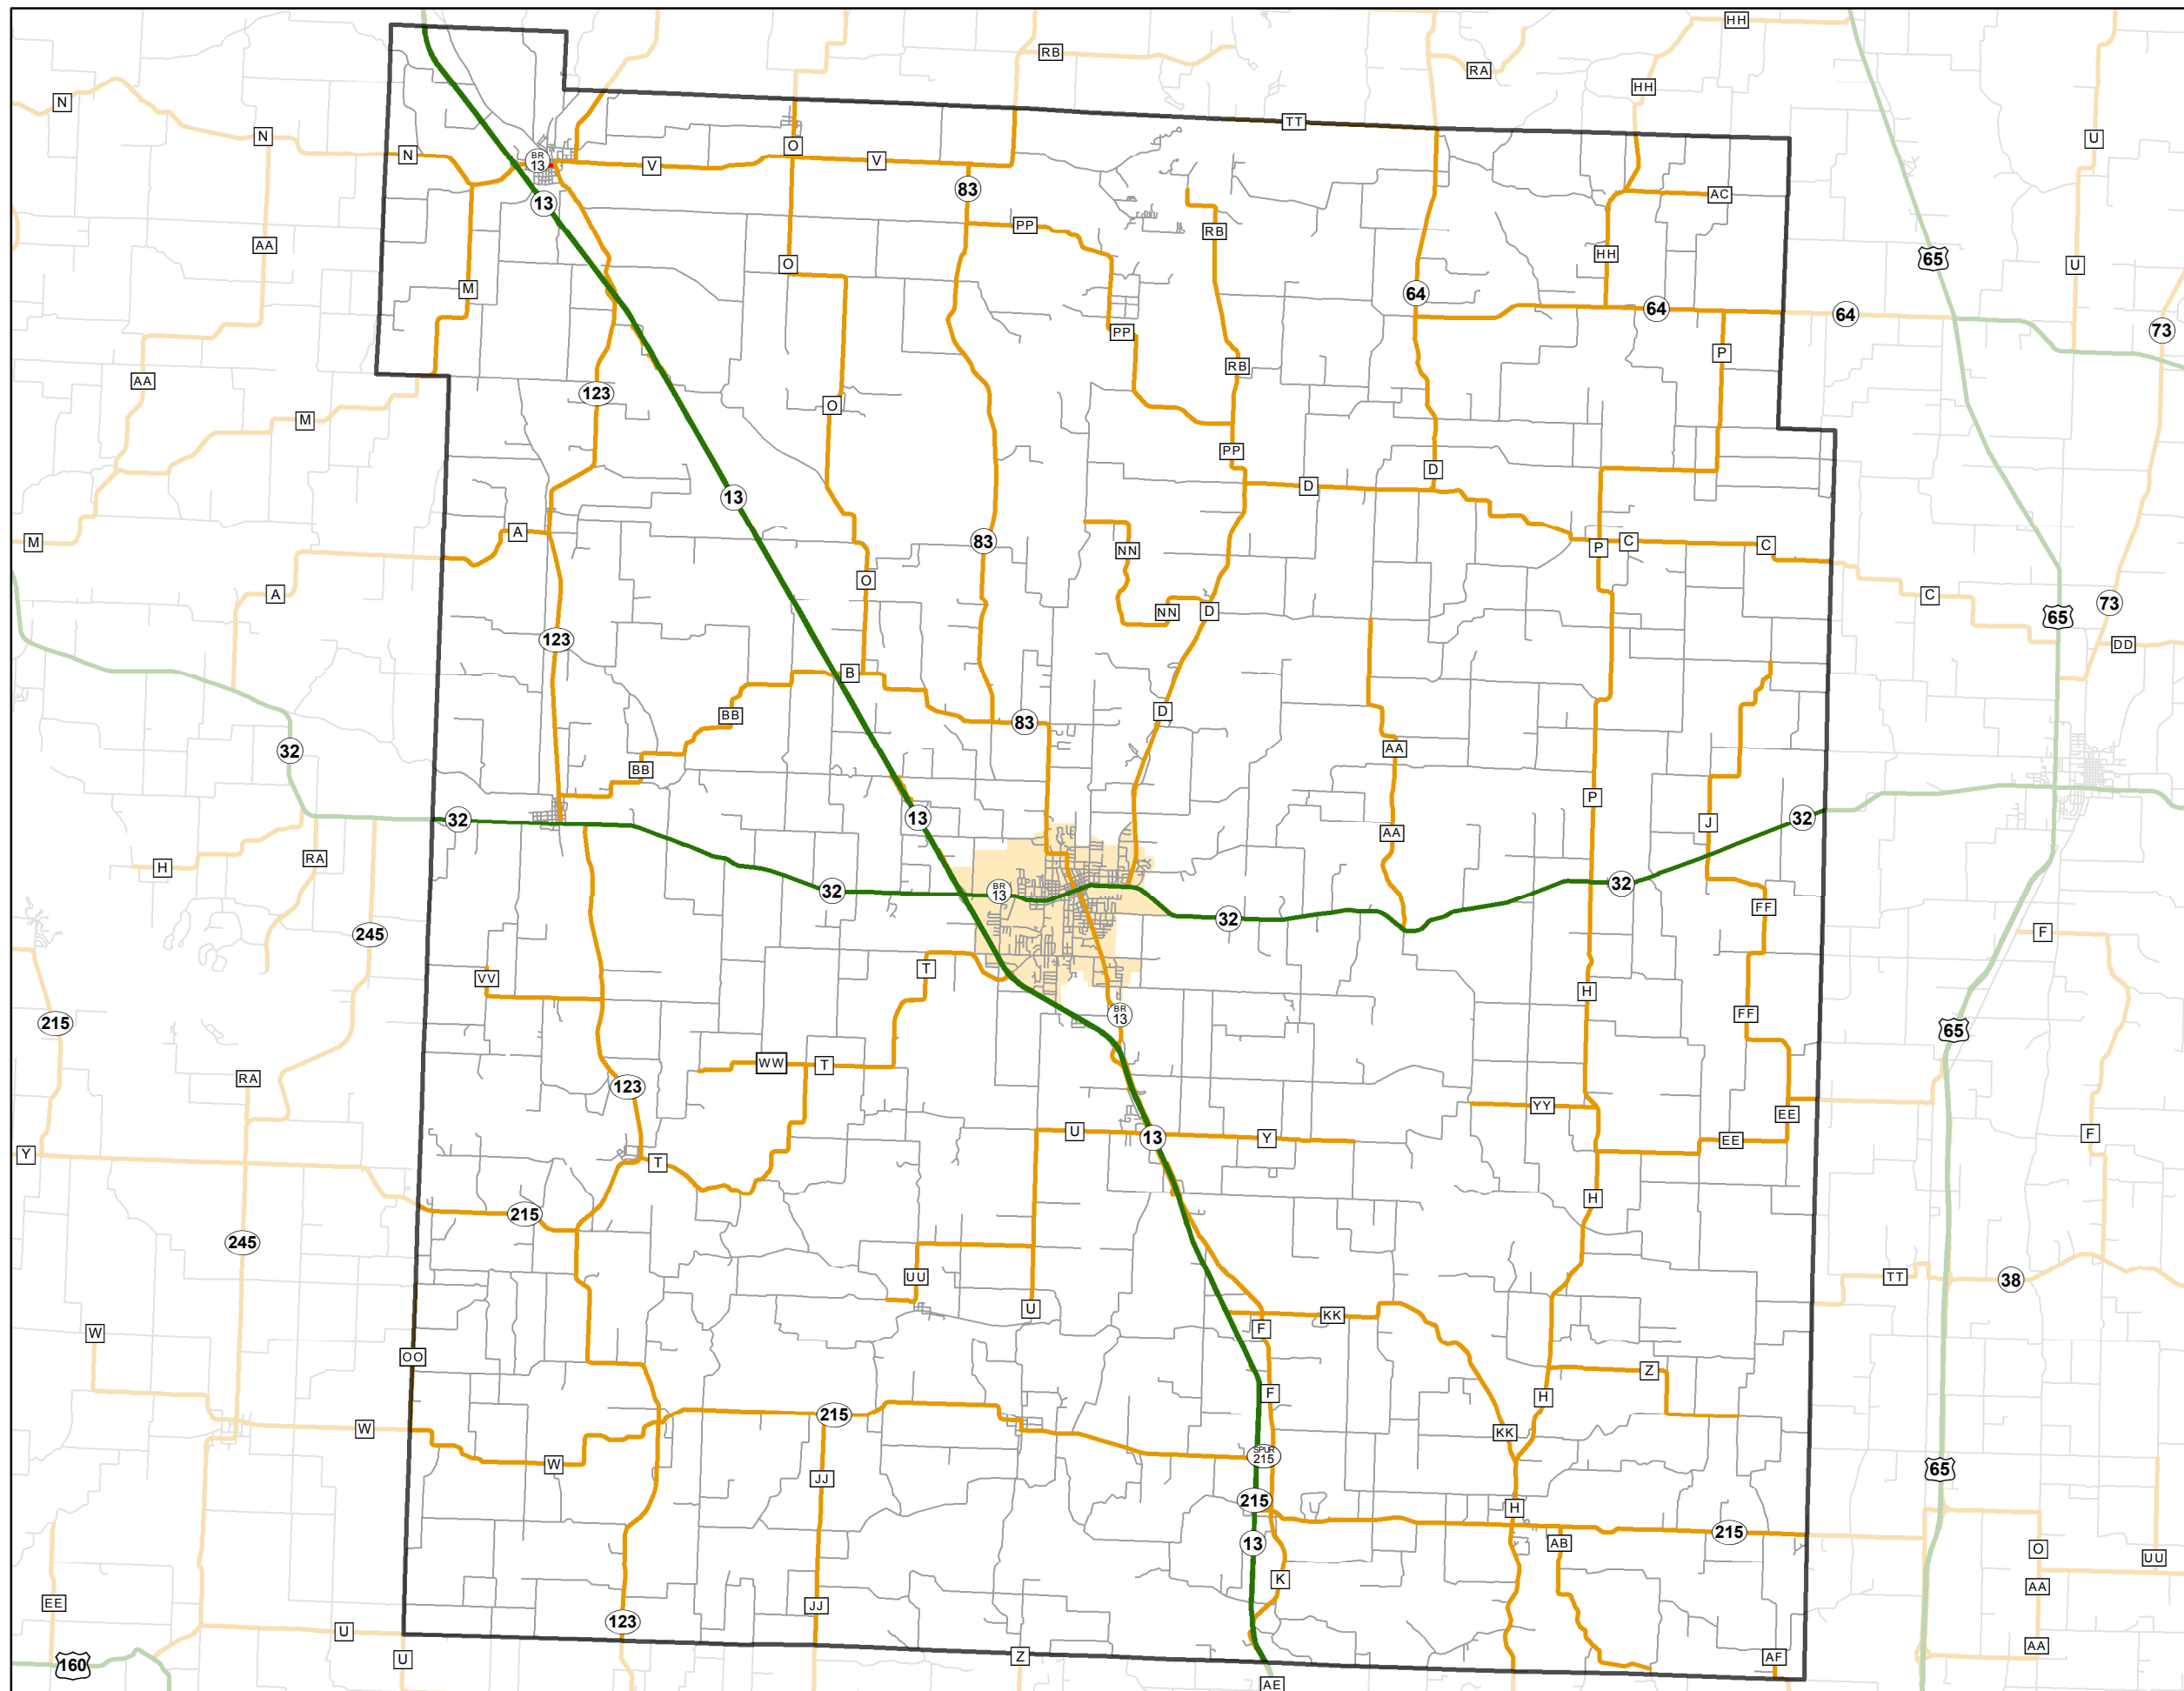 HH
RB
RA
HH
N
TT
N
U
N
BR
13
O
V
V
83
AC
13
PP
RB
AA
HH
65
O
U
M
64
64
64
73
PP
P
RB
AA
123
O
M
PP
D
D
13
A
83
M
NN
P
C
C
O
A
C
73
NN
D
65
123
DD
B
D
BB
83
32
AA
BB
P
32
13
32
J
AA
RA
H
32
BR
13
32
32
FF
245
F
T
VV
H
215
BR
13
FF
65
WW
T
RA
123
YY
EE
U
13
Y
EE
F
Y
T
H
215
245
UU
TT
38
U
KK
W
F
OO
Z
F
H
215
W
KK
W
SPUR
215
65
JJ
215
H
215
13
AB
O
UU
K
AA
EE
JJ
123
U
AA
Z
AF
U
160
AE